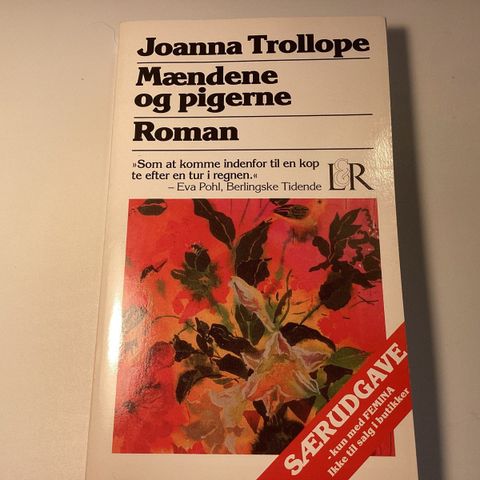 Joanna Trollope
Mændene
og pigerne
Roman
»Som at komme indenfor til en kop
te efter en tur i regnen.«
– Eva Pohl, Berlingske Tidende
L&R
SÆRUDGAVE
- kun med FEMINA
Ikke til salg i butikker